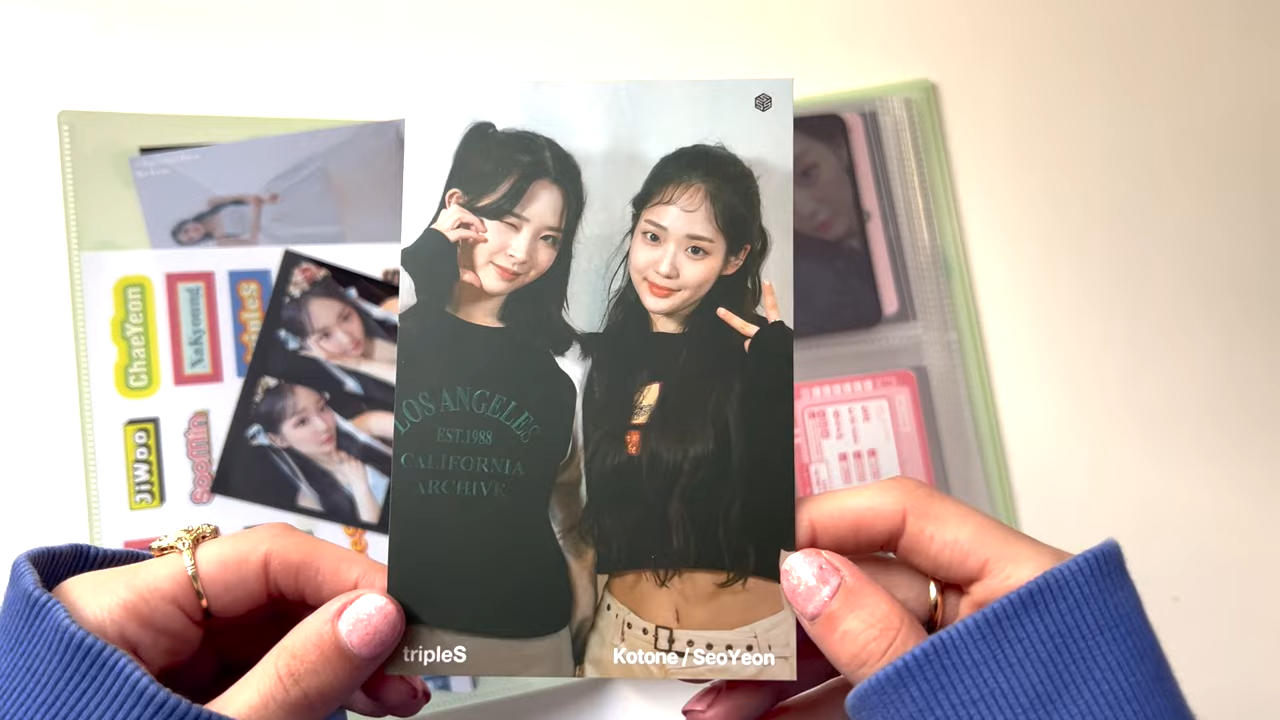 ChaeYeon
NaKyoung
tripleS
JiWoo
SooMin
LOS ANGELES
EST.1988
CALIFORNIA
ARCHIVE
tripleS
Kotone / SeoYeon